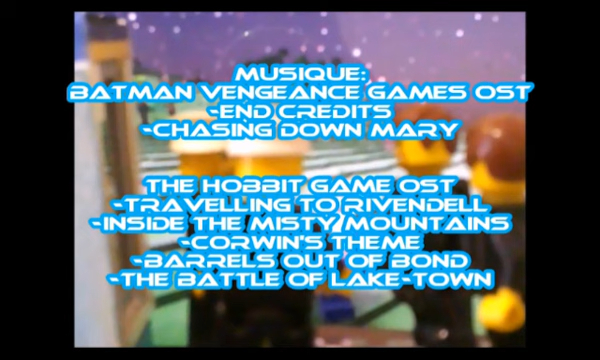 MUSIQUE:
BATMAN VENGEANCE GAMES OST
-END CREDITS
-CHASING DOWN MARY
THE HOBBIT GAME OST
-TRAVELLING TO RIVENDELL
-INSIDE THE MISTY MOUNTAINS
-CORWIN'S THEME
-BARRELS OUT OF BOND
-THE BATTLE OF LAKE-TOWN